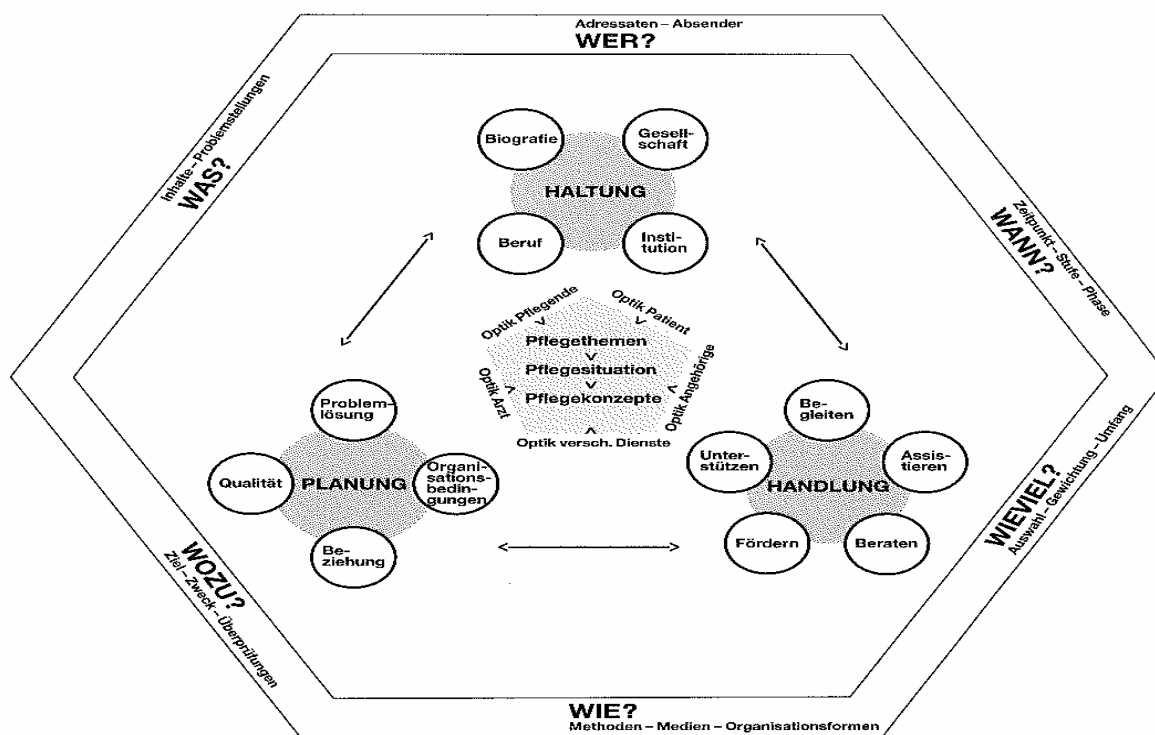 Adressaten – Absender
WER?
Inhalte – Problemstellungen
WAS?
Zeitpunkt – Stufe – Phase
WANN?
Biografie
Gesell-
schaft
HALTUNG
Beruf
Insti-
tution
Optik Pflegende
Optik Patient
Pflegethemen
Pflegesituation
Pflegekonzepte
Optik Arzt
Optik Angehörige
Optik versch. Dienste
Problem-
lösung
Qualität
PLANUNG
Organi-
sations-
bedin-
gungen
Be-
ziehung
Be-
gleiten
Unter-
stützen
Assis-
tieren
HANDLUNG
Fördern
Beraten
WOZU?
Ziel – Zweck – Überprüfungen
WIEVIEL?
Auswahl – Gewichtung – Umfang
WIE?
Methoden – Medien – Organisationsformen